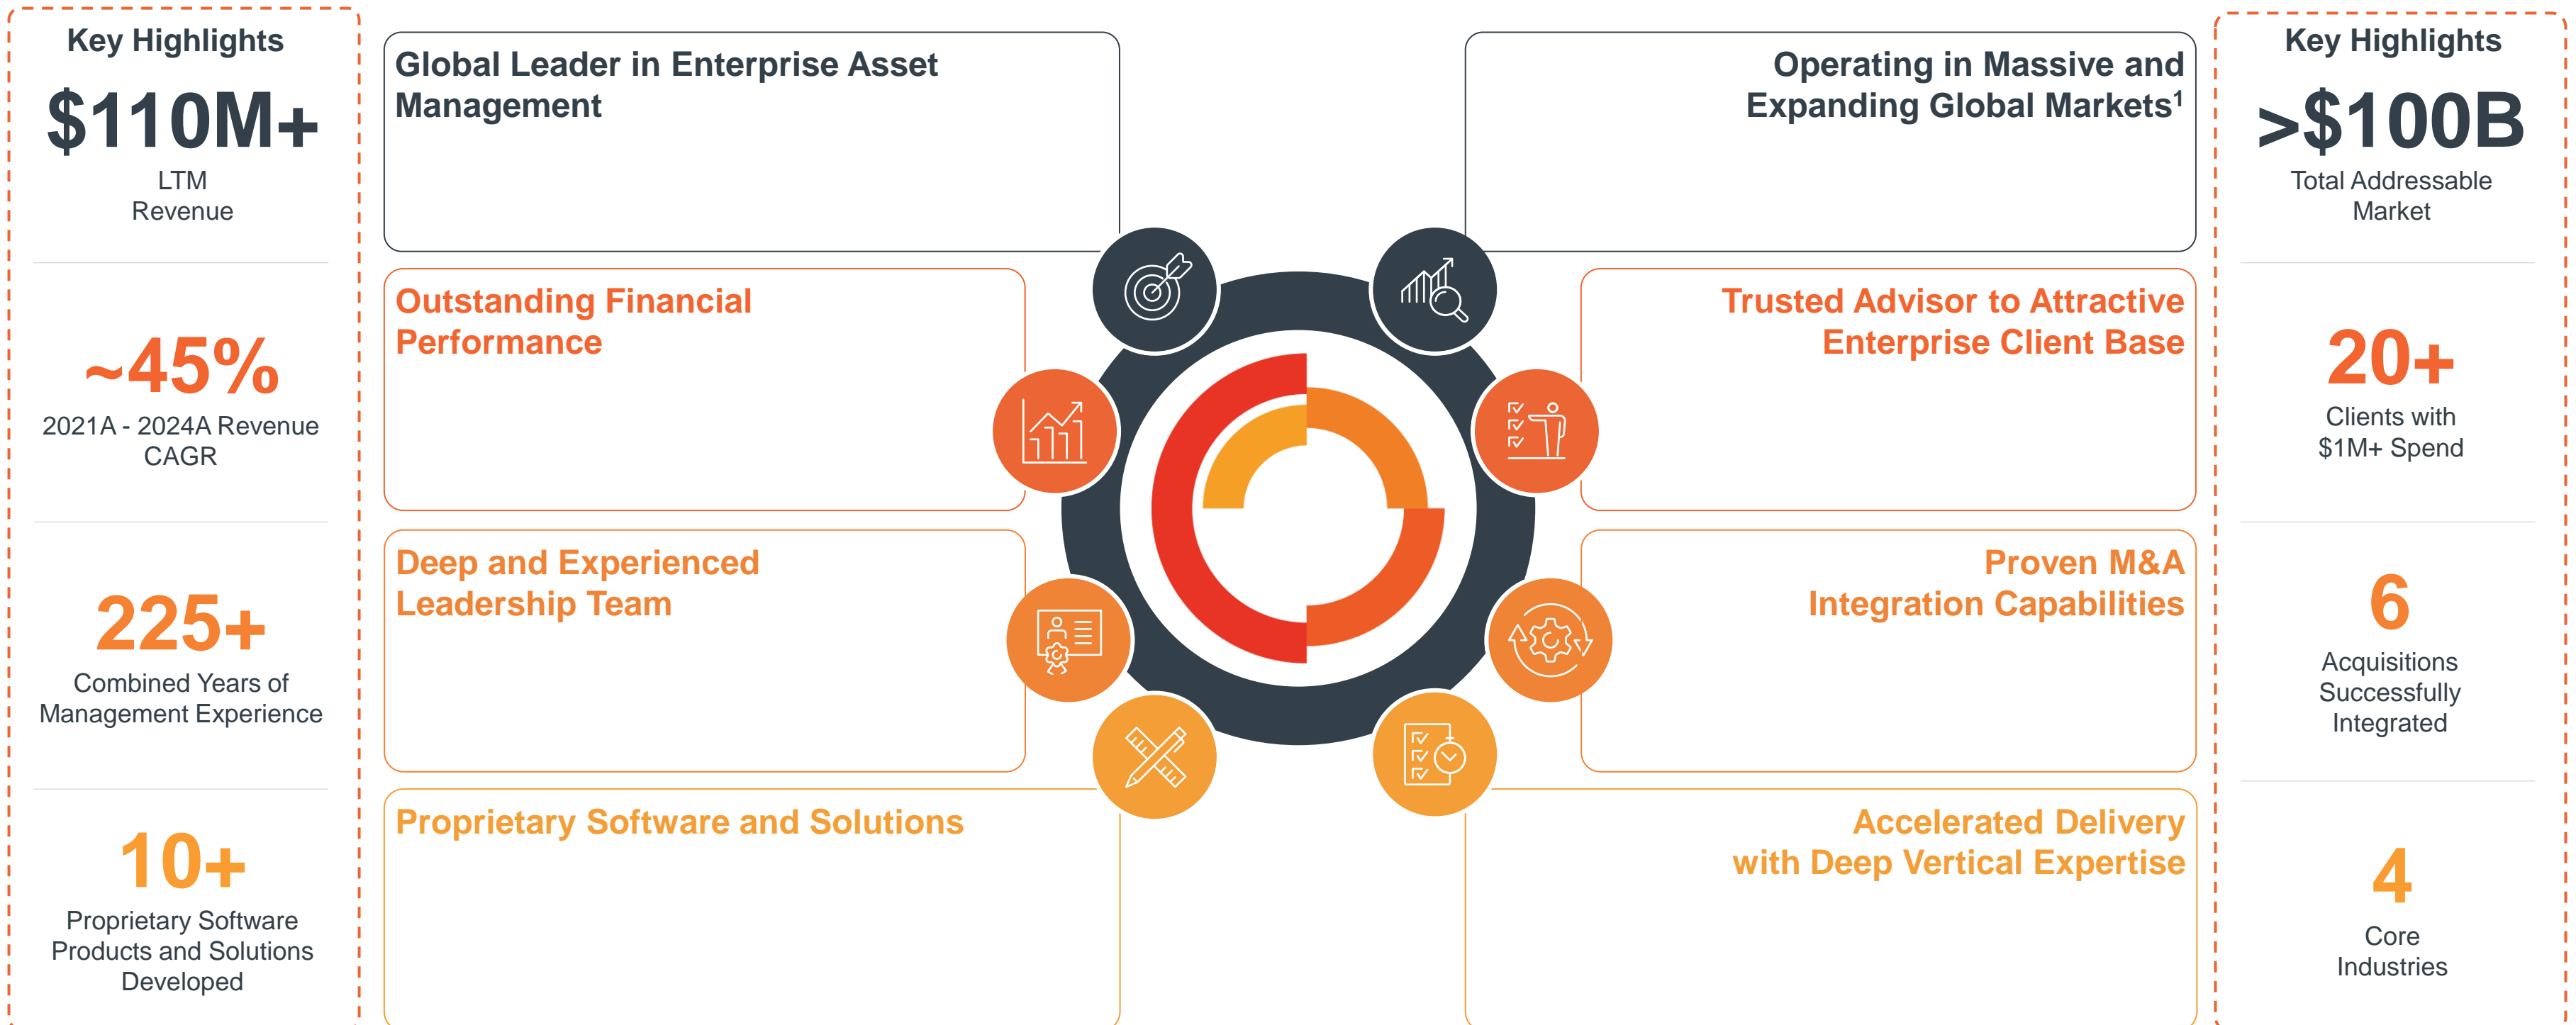 Key Highlights
$110M+
LTM
Revenue
~45%
2021A - 2024A Revenue
CAGR
225+
Combined Years of
Management Experience
10+
Proprietary Software
Products and Solutions
Developed
Global Leader in Enterprise Asset
Management
Outstanding Financial
Performance
Deep and Experienced
Leadership Team
Proprietary Software and Solutions
Operating in Massive and
Expanding Global Markets¹
Trusted Advisor to Attractive
Enterprise Client Base
Proven M&A
Integration Capabilities
Accelerated Delivery
with Deep Vertical Expertise
Key Highlights
>$100B
Total Addressable
Market
20+
Clients with
$1M+ Spend
6
Acquisitions
Successfully
Integrated
4
Core
Industries